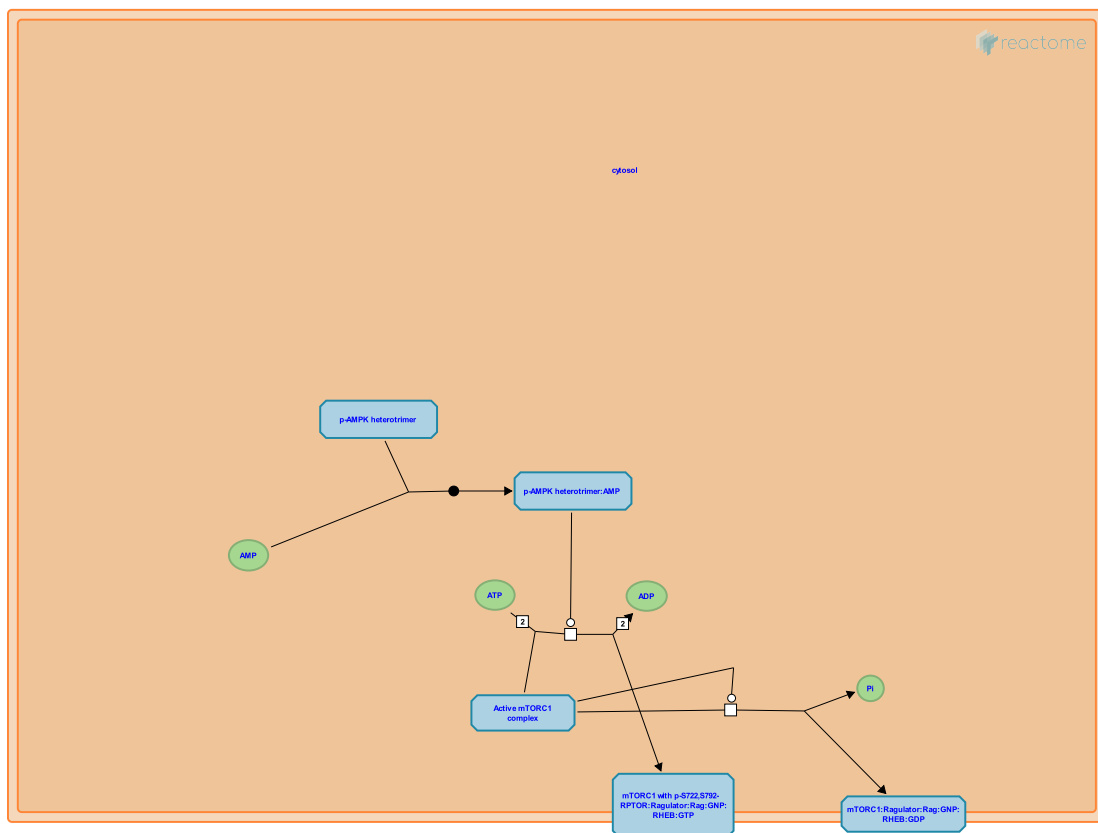 reactome
cytosol
p-AMPK heterotrimer
p-AMPK heterotrimer:AMP
AMP
ATP
ADP
2
2
Active mTORC1
complex
Pi
mTORC1 with p-S722,S792-
RPTOR:Ragulator:Rag:GNP:
RHEB:GTP
mTORC1:Ragulator:Rag:GNP:
RHEB:GDP